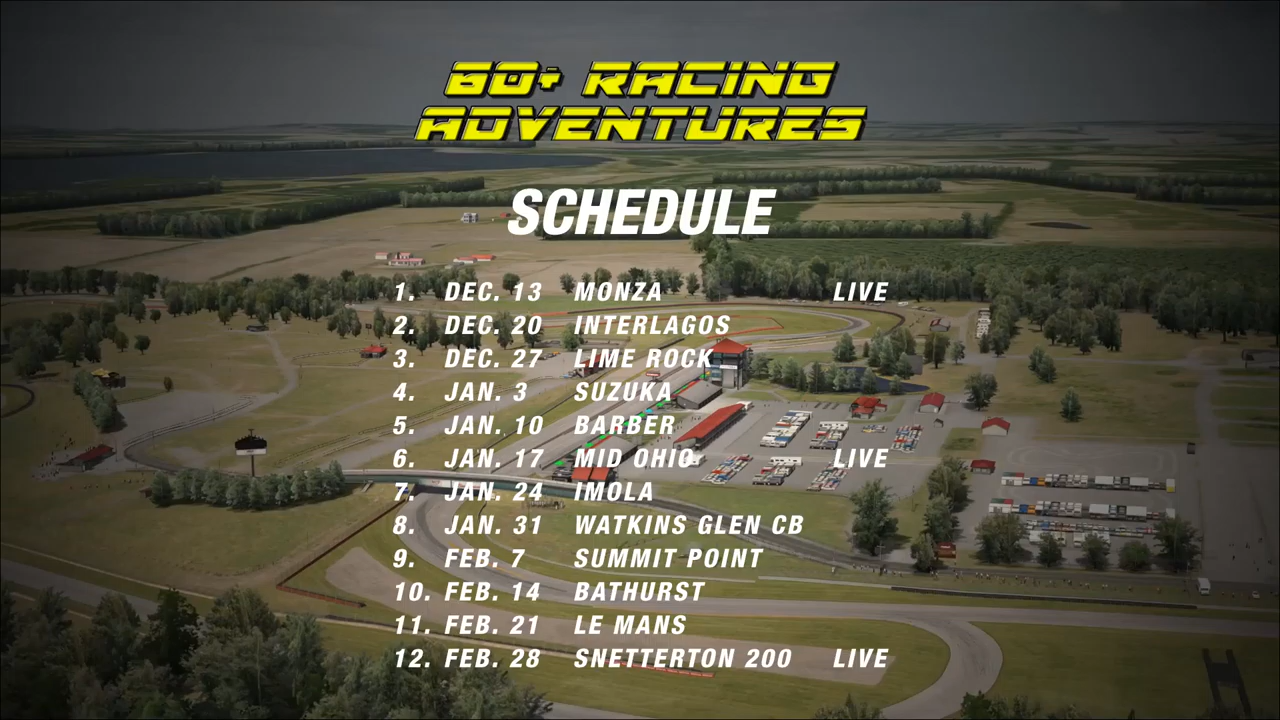 60+ RACING
ADVENTURES
SCHEDULE
1. DEC. 13 MONZA LIVE
2. DEC. 20 INTERLAGOS
3. DEC. 27 LIME ROCK
4. JAN. 3 SUZUKA
5. JAN. 10 BARBER
6. JAN. 17 MID OHIO LIVE
7. JAN. 24 IMOLA
8. JAN. 31 WATKINS GLEN CB
9. FEB. 7 SUMMIT POINT
10. FEB. 14 BATHURST
11. FEB. 21 LE MANS
12. FEB. 28 SNETTERTON 200 LIVE